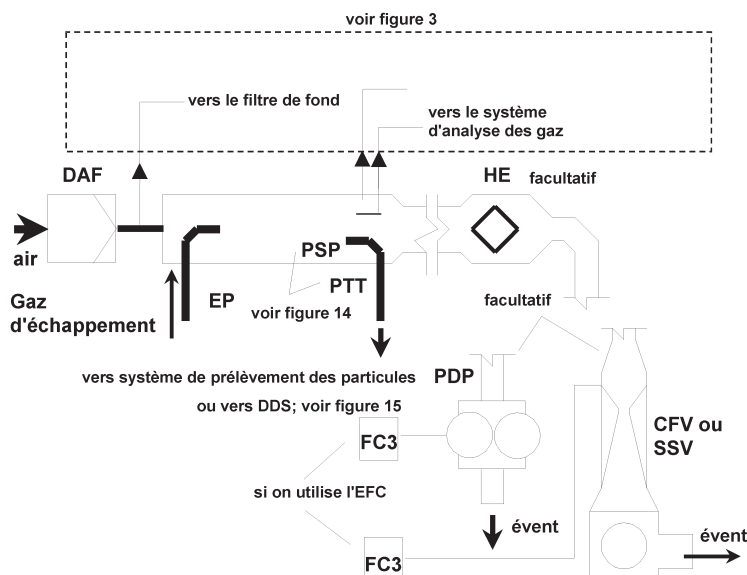 voir figure 3
vers le filtre de fond
vers le système
d'analyse des gaz
DAF
HE
facultatif
air
PSP
Gaz
d'échappement
EP
PTT
voir figure 14
facultatif
vers système de prélèvement des particules
ou vers DDS; voir figure 15
PDP
FC3
CFV ou
SSV
si on utilise l'EFC
évent
évent
FC3